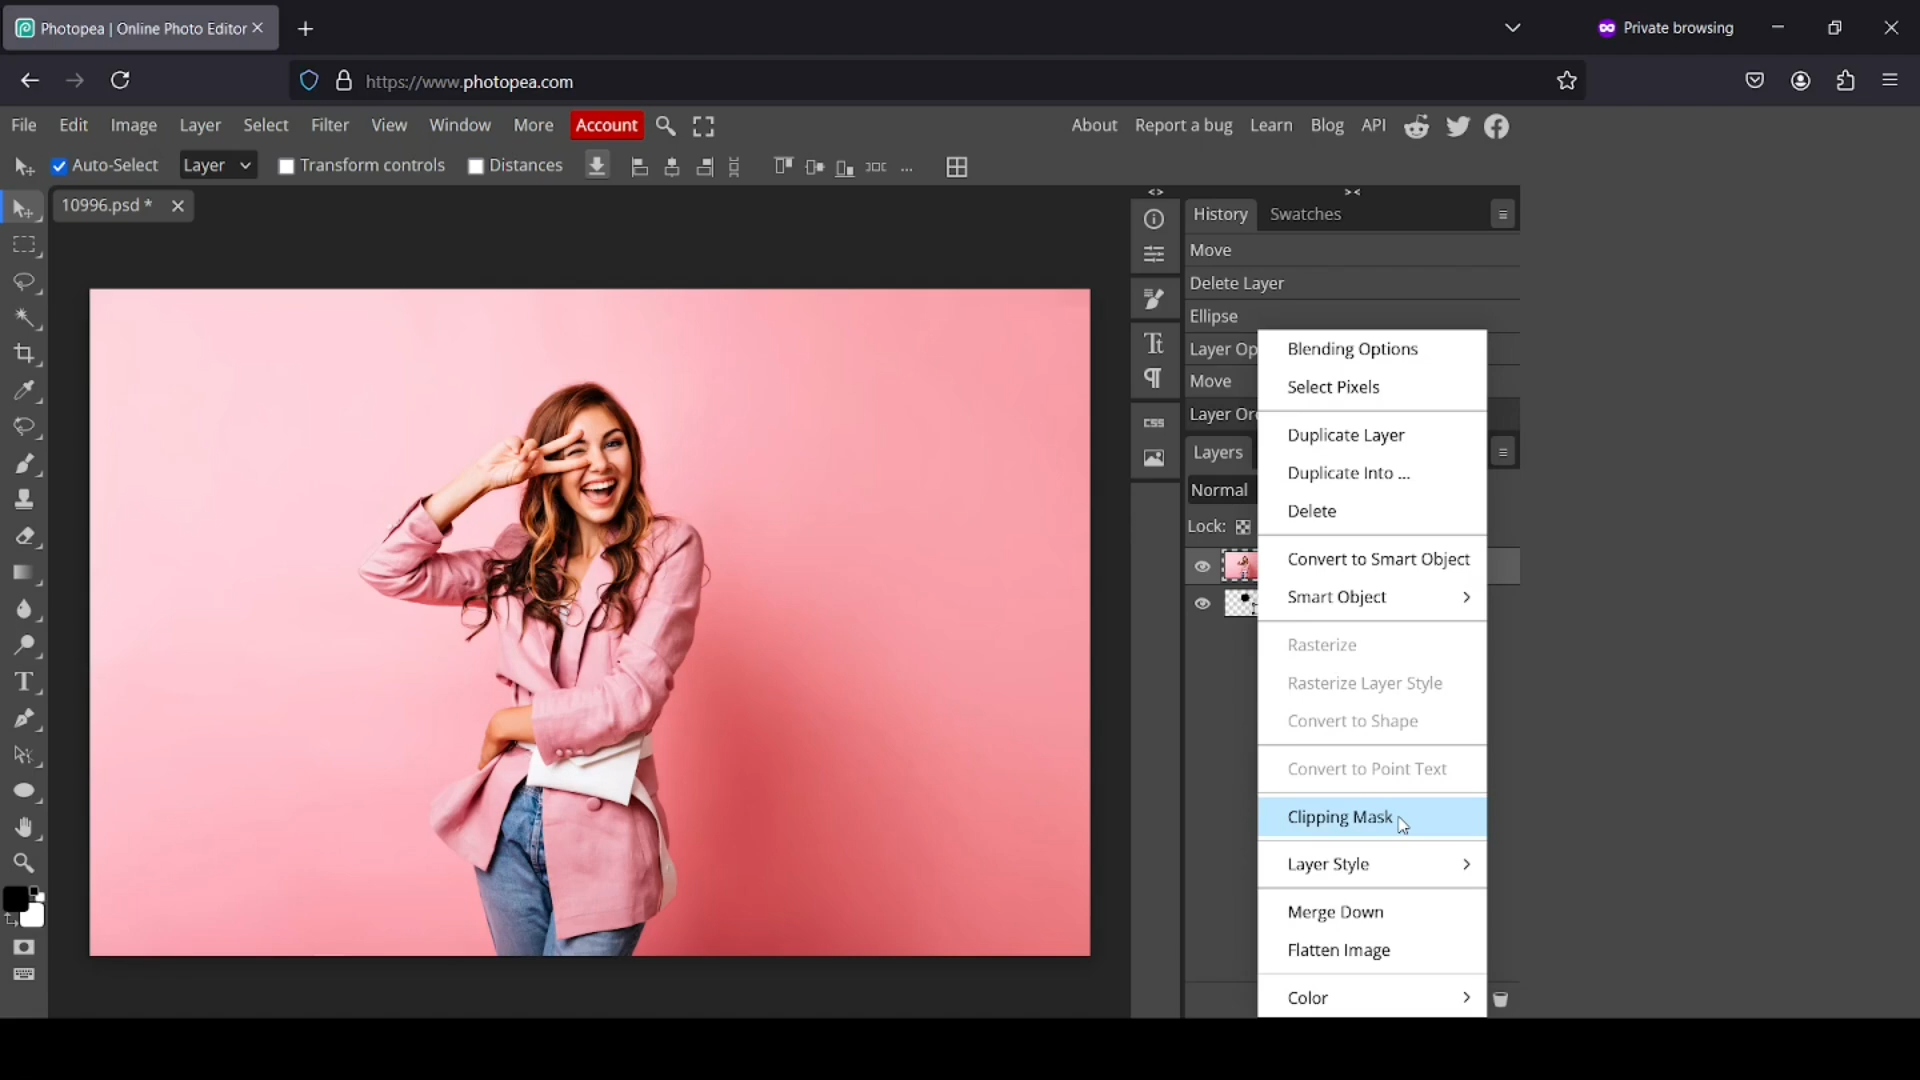 Photopea | Online Photo Editor
Private browsing
https://www.photopea.com
File Edit Image Layer Select Filter View Window More Account About Report a bug Learn Blog API
Auto-Select Layer Transform controls Distances ...
10996.psd *
History Swatches
Move
Delete Layer
Ellipse
Layer Op
Move
Layer Or
Layers
Normal
Lock:
Tt
CSS
T
Blending Options
Select Pixels
Duplicate Layer
Duplicate Into ...
Delete
Convert to Smart Object
Smart Object
Rasterize
Rasterize Layer Style
Convert to Shape
Convert to Point Text
Clipping Mask
Layer Style
Merge Down
Flatten Image
Color